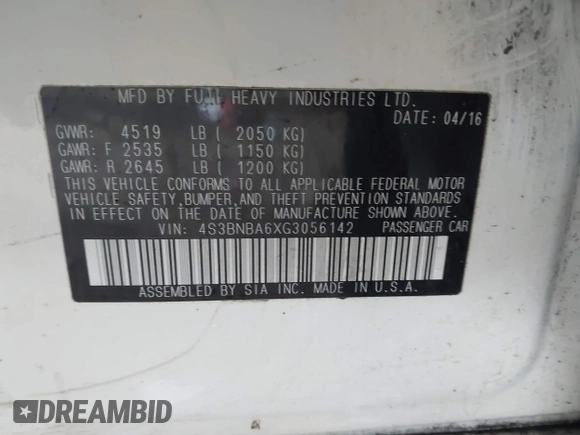 MFD BY FUJI HEAVY INDUSTRIES LTD.
DATE: 04/16
GVWR: 4519 LB ( 2050 KG)
GAWR: F 2535 LB ( 1150 KG)
GAWR: R 2645 LB ( 1200 KG)
THIS VEHICLE CONFORMS TO ALL APPLICABLE FEDERAL MOTOR
VEHICLE SAFETY, BUMPER, AND THEFT PREVENTION STANDARDS
IN EFFECT ON THE DATE OF MANUFACTURE SHOWN ABOVE.
VIN: 4S3BNBA6XG3056142 PASSENGER CAR
ASSEMBLED BY SIA INC. MADE IN U.S.A.
DREAMBID